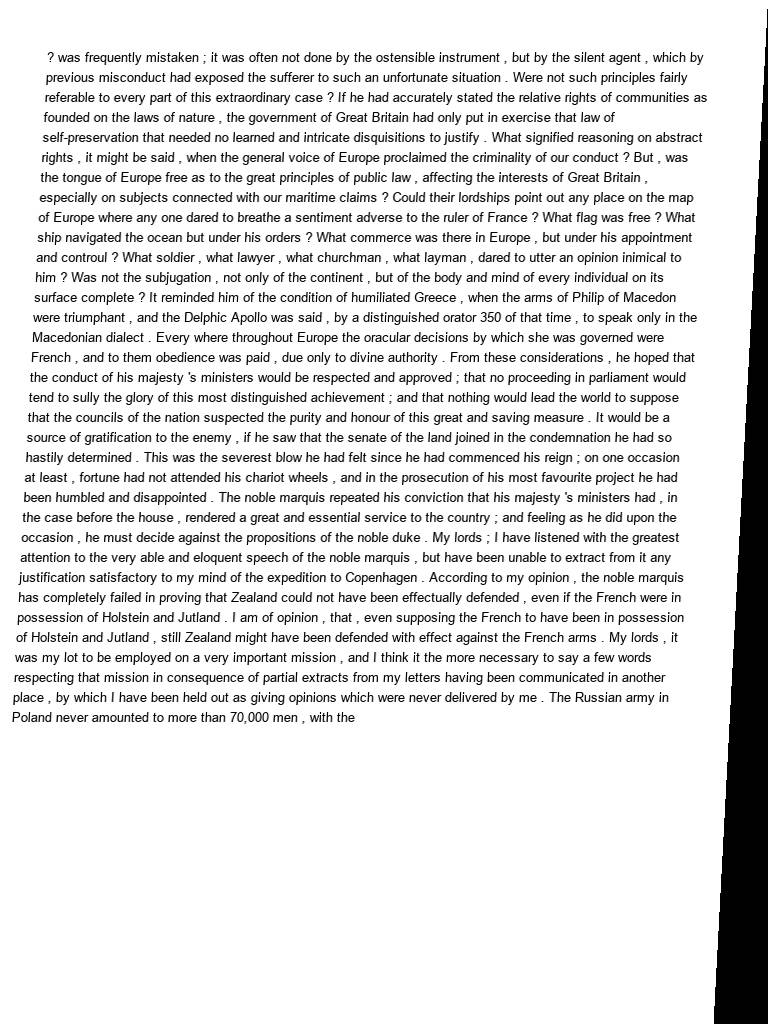 ? was frequently mistaken ; it was often not done by the ostensible instrument , but by the silent agent , which by
previous misconduct had exposed the sufferer to such an unfortunate situation . Were not such principles fairly
referable to every part of this extraordinary case ? If he had accurately stated the relative rights of communities as
founded on the laws of nature , the government of Great Britain had only put in exercise that law of
self-preservation that needed no learned and intricate disquisitions to justify . What signified reasoning on abstract
rights , it might be said , when the general voice of Europe proclaimed the criminality of our conduct ? But , was
the tongue of Europe free as to the great principles of public law , affecting the interests of Great Britain ,
especially on subjects connected with our maritime claims ? Could their lordships point out any place on the map
of Europe where any one dared to breathe a sentiment adverse to the ruler of France ? What flag was free ? What
ship navigated the ocean but under his orders ? What commerce was there in Europe , but under his appointment
and controul ? What soldier , what lawyer , what churchman , what layman , dared to utter an opinion inimical to
him ? Was not the subjugation , not only of the continent , but of the body and mind of every individual on its
surface complete ? It reminded him of the condition of humiliated Greece , when the arms of Philip of Macedon
were triumphant , and the Delphic Apollo was said , by a distinguished orator 350 of that time , to speak only in the
Macedonian dialect . Every where throughout Europe the oracular decisions by which she was governed were
French , and to them obedience was paid , due only to divine authority . From these considerations , he hoped that
the conduct of his majesty 's ministers would be respected and approved ; that no proceeding in parliament would
tend to sully the glory of this most distinguished achievement ; and that nothing would lead the world to suppose
that the councils of the nation suspected the purity and honour of this great and saving measure . It would be a
source of gratification to the enemy , if he saw that the senate of the land joined in the condemnation he had so
hastily determined . This was the severest blow he had felt since he had commenced his reign ; on one occasion
at least , fortune had not attended his chariot wheels , and in the prosecution of his most favourite project he had
been humbled and disappointed . The noble marquis repeated his conviction that his majesty 's ministers had , in
the case before the house , rendered a great and essential service to the country ; and feeling as he did upon the
occasion , he must decide against the propositions of the noble duke . My lords ; I have listened with the greatest
attention to the very able and eloquent speech of the noble marquis , but have been unable to extract from it any
justification satisfactory to my mind of the expedition to Copenhagen . According to my opinion , the noble marquis
has completely failed in proving that Zealand could not have been effectually defended , even if the French were in
possession of Holstein and Jutland . I am of opinion , that , even supposing the French to have been in possession
of Holstein and Jutland , still Zealand might have been defended with effect against the French arms . My lords , it
was my lot to be employed on a very important mission , and I think it the more necessary to say a few words
respecting that mission in consequence of partial extracts from my letters having been communicated in another
place , by which I have been held out as giving opinions which were never delivered by me . The Russian army in
Poland never amounted to more than 70,000 men , with the